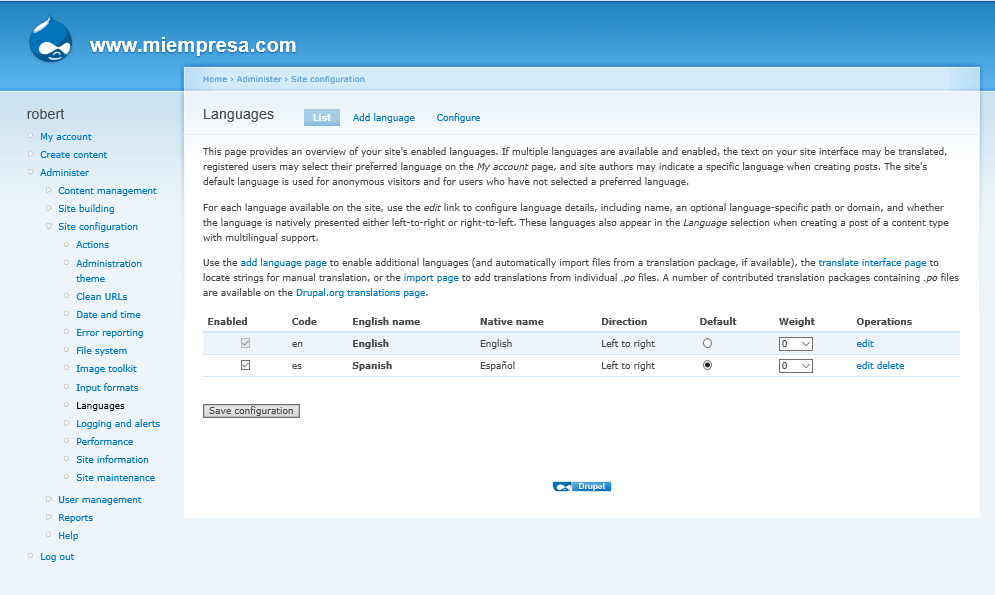 www.miempresa.com
Home › Administer › Site configuration
robert
My account
Create content
Administer
Content management
Site building
Site configuration
Actions
Administration
theme
Clean URLs
Date and time
Error reporting
File system
Image toolkit
Input formats
Languages
Logging and alerts
Performance
Site information
Site maintenance
User management
Reports
Help
Log out
Languages List Add language Configure
This page provides an overview of your site's enabled languages. If multiple languages are available and enabled, the text on your site interface may be translated,
registered users may select their preferred language on the My account page, and site authors may indicate a specific language when creating posts. The site's
default language is used for anonymous visitors and for users who have not selected a preferred language.
For each language available on the site, use the edit link to configure language details, including name, an optional language-specific path or domain, and whether
the language is natively presented either left-to-right or right-to-left. These languages also appear in the Language selection when creating a post of a content type
with multilingual support.
Use the add language page to enable additional languages (and automatically import files from a translation package, if available), the translate interface page to
locate strings for manual translation, or the import page to add translations from individual .po files. A number of contributed translation packages containing .po files
are available on the Drupal.org translations page.
Enabled Code English name Native name Direction Default Weight Operations
en English English Left to right 0 edit
es Spanish Español Left to right 0 edit delete
Save configuration
Drupal